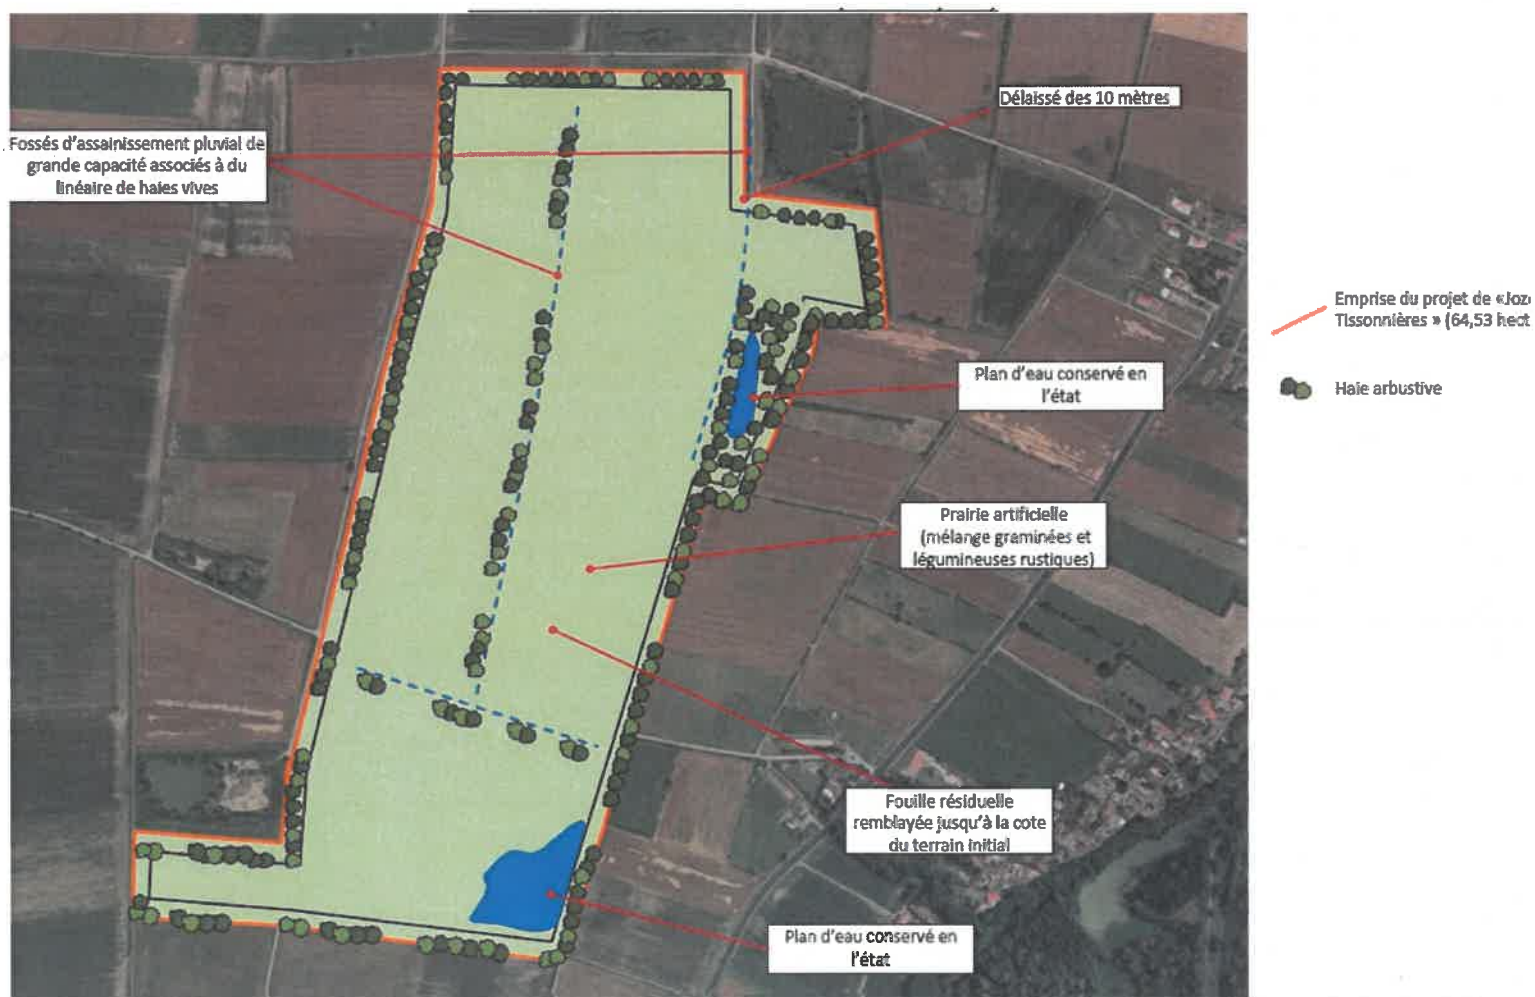 Délaissé des 10 mètres
Fossés d'assainissement pluvial de
grande capacité associés à du
linéaire de haies vives
Emprise du projet de «Joz
Tissonnières » (64,53 hect
Plan d'eau conservé en
l'état
Haie arbustive
Prairie artificielle
(mélange graminées et
légumineuses rustiques)
Fouille résiduelle
remblayée jusqu'à la cote
du terrain initial
Plan d'eau conservé en
l'état